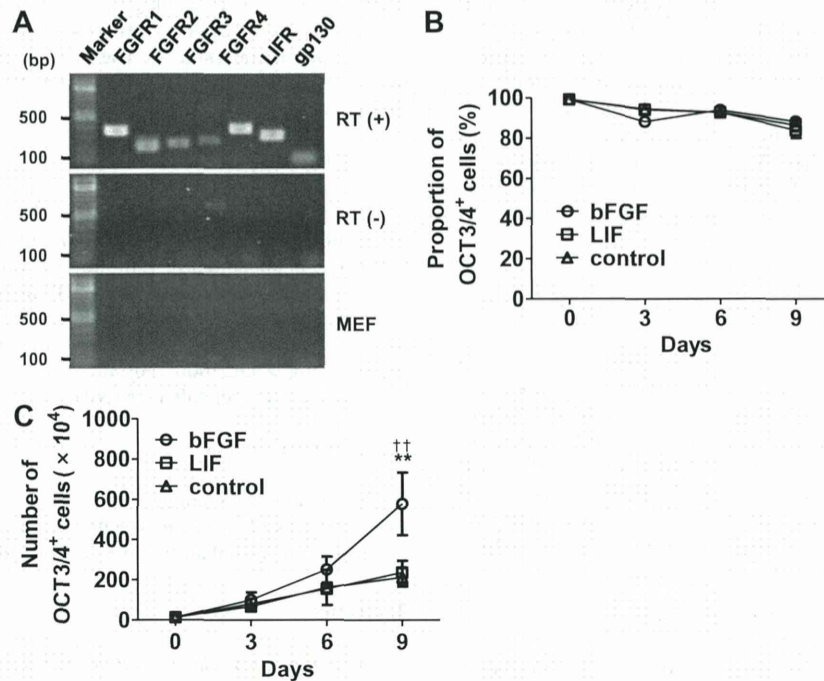 A
(bp)
Marker
FGFR1
FGFR2
FGFR3
FGFR4
LIFR
gp130
500
100
RT (+)
500
100
RT (-)
500
100
MEF
B
Proportion of
OCT3/4⁺ cells (%)
100
80
60
40
20
0
bFGF
LIF
control
0 3 6 9
Days
C
Number of
OCT3/4⁺ cells ( × 10⁴)
1000
800
600
400
200
0
bFGF
LIF
control
††
**
0 3 6 9
Days